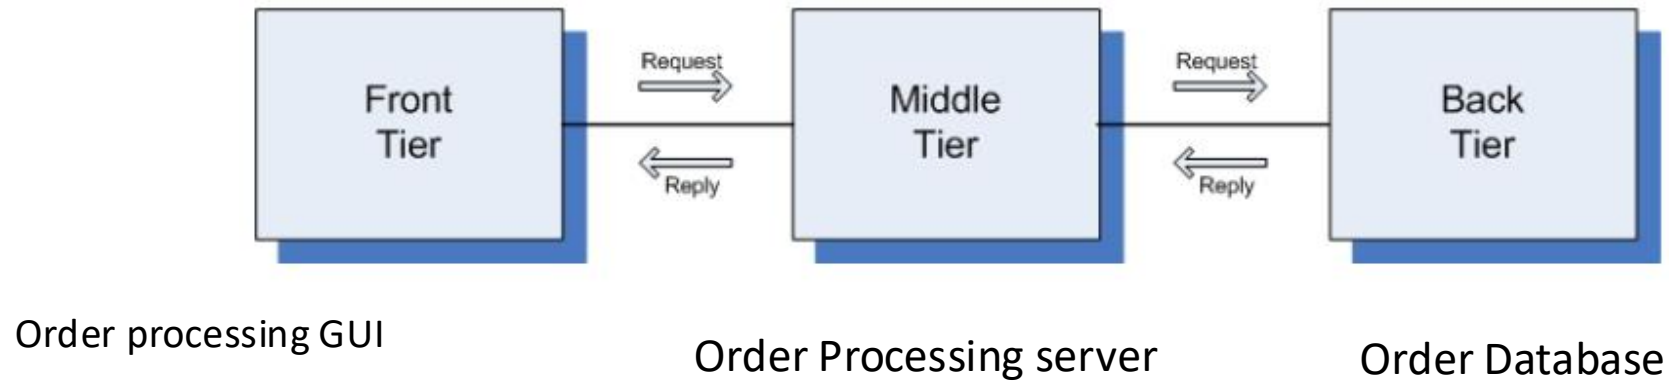 Front
Tier
Request
Reply
Middle
Tier
Request
Reply
Back
Tier
Order processing GUI
Order Processing server
Order Database